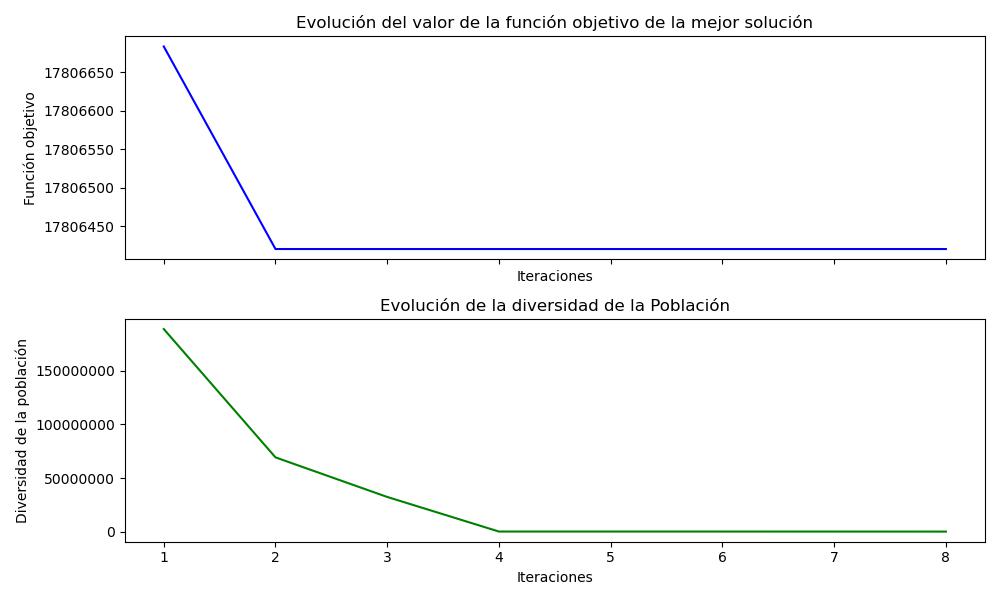 Evolución del valor de la función objetivo de la mejor solución
17806650
17806600
17806550
17806500
17806450
Función objetivo
Iteraciones
Evolución de la diversidad de la Población
150000000
100000000
50000000
0
Diversidad de la población
1 2 3 4 5 6 7 8
Iteraciones